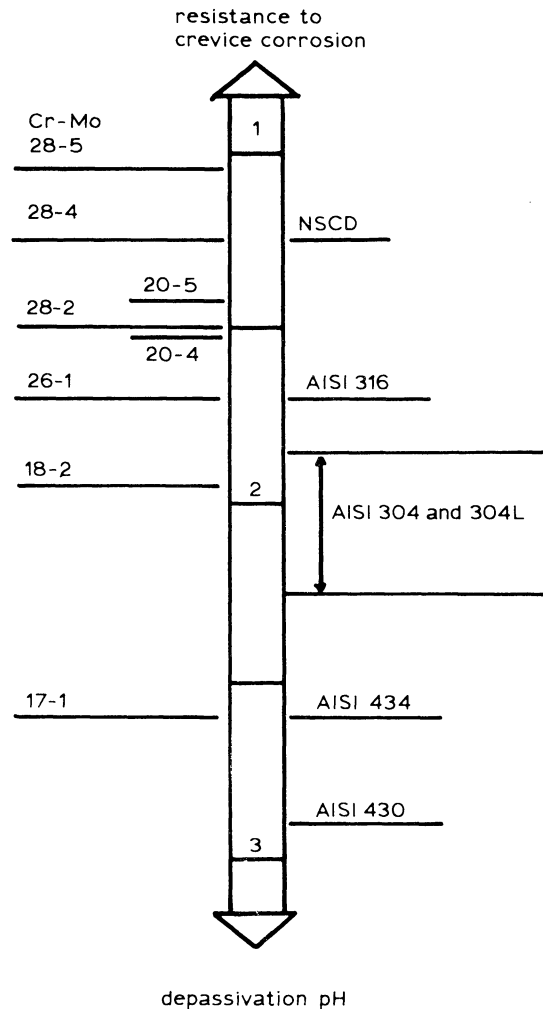 resistance to
crevice corrosion
1
Cr-Mo
28-5
28-4
NSCD
20-5
28-2
20-4
26-1
AISI 316
18-2
2
AISI 304 and 304L
17-1
AISI 434
AISI 430
3
depassivation pH